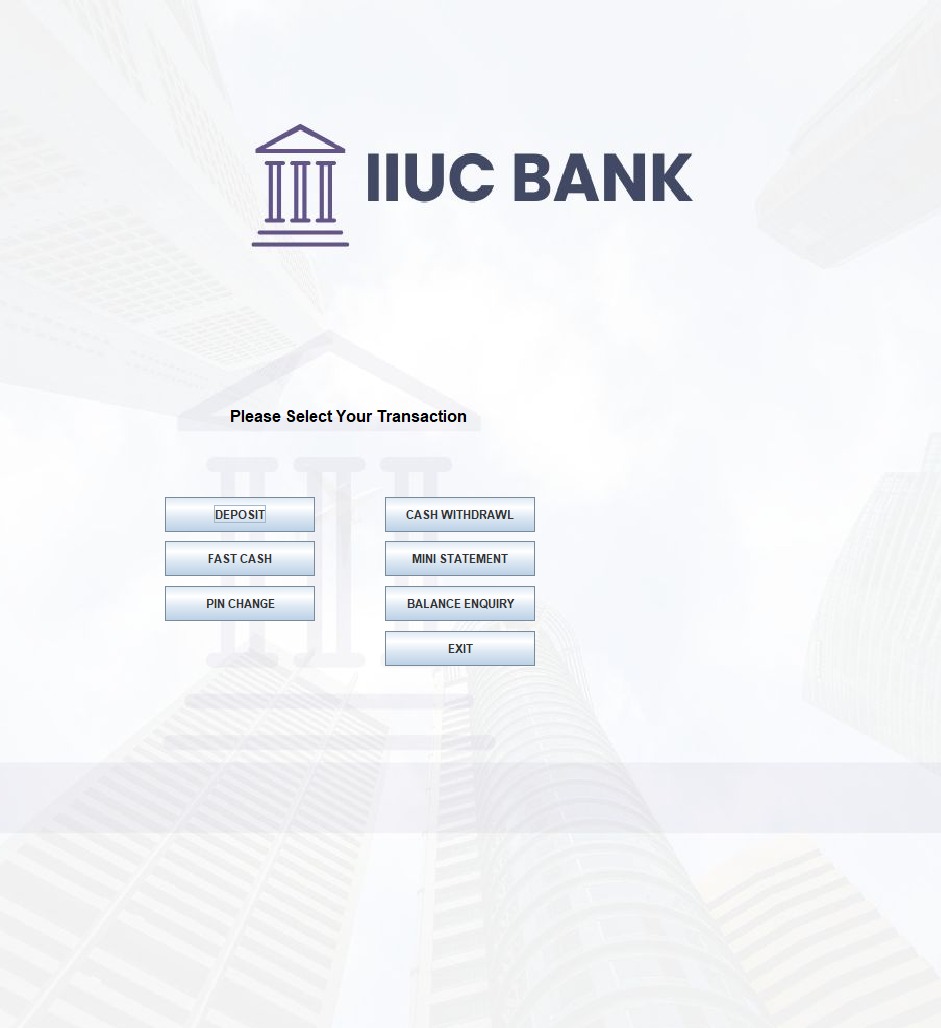 IIUC BANK
Please Select Your Transaction
DEPOSIT
CASH WITHDRAWL
FAST CASH
MINI STATEMENT
PIN CHANGE
BALANCE ENQUIRY
EXIT